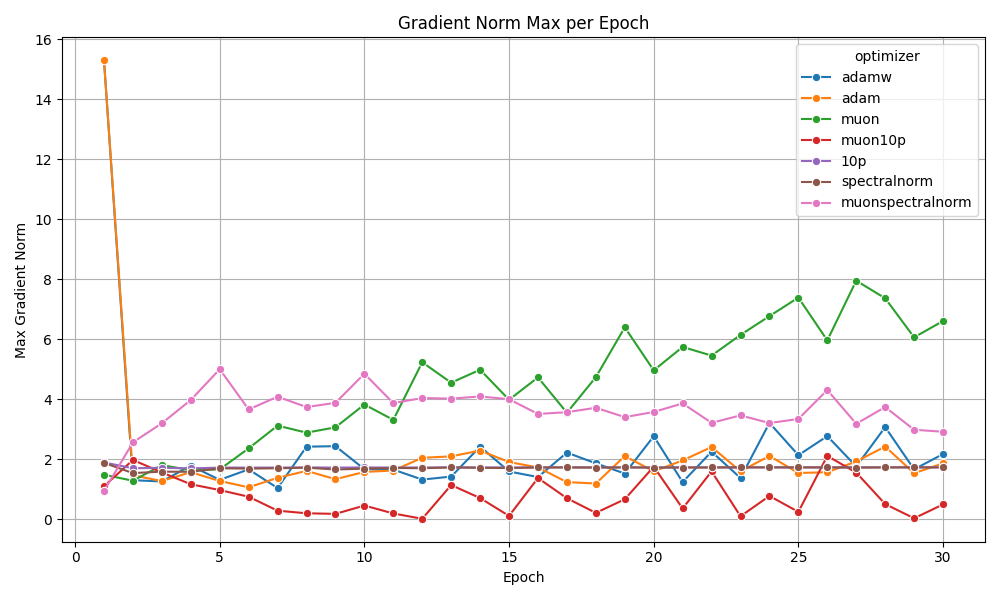 Gradient Norm Max per Epoch
Max Gradient Norm
16
14
12
10
8
6
4
2
0
optimizer
adamw
adam
muon
muon10p
10p
spectralnorm
muonspectralnorm
0
5
10
15
20
25
30
Epoch